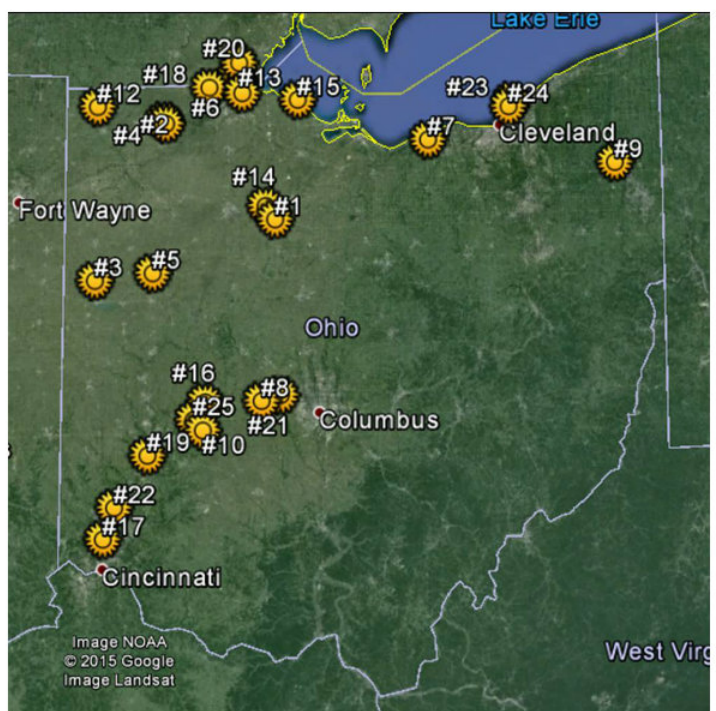 Lake Erie
#20
#18
#13
#15
#23
#24
#12
#6
#4
#2
#7
Cleveland
#9
#14
#1
Fort Wayne
#3
#5
Ohio
#16
#8
#25
#21
Columbus
#19
#10
#22
#17
Cincinnati
Image NOAA
© 2015 Google
Image Landsat
West Virg